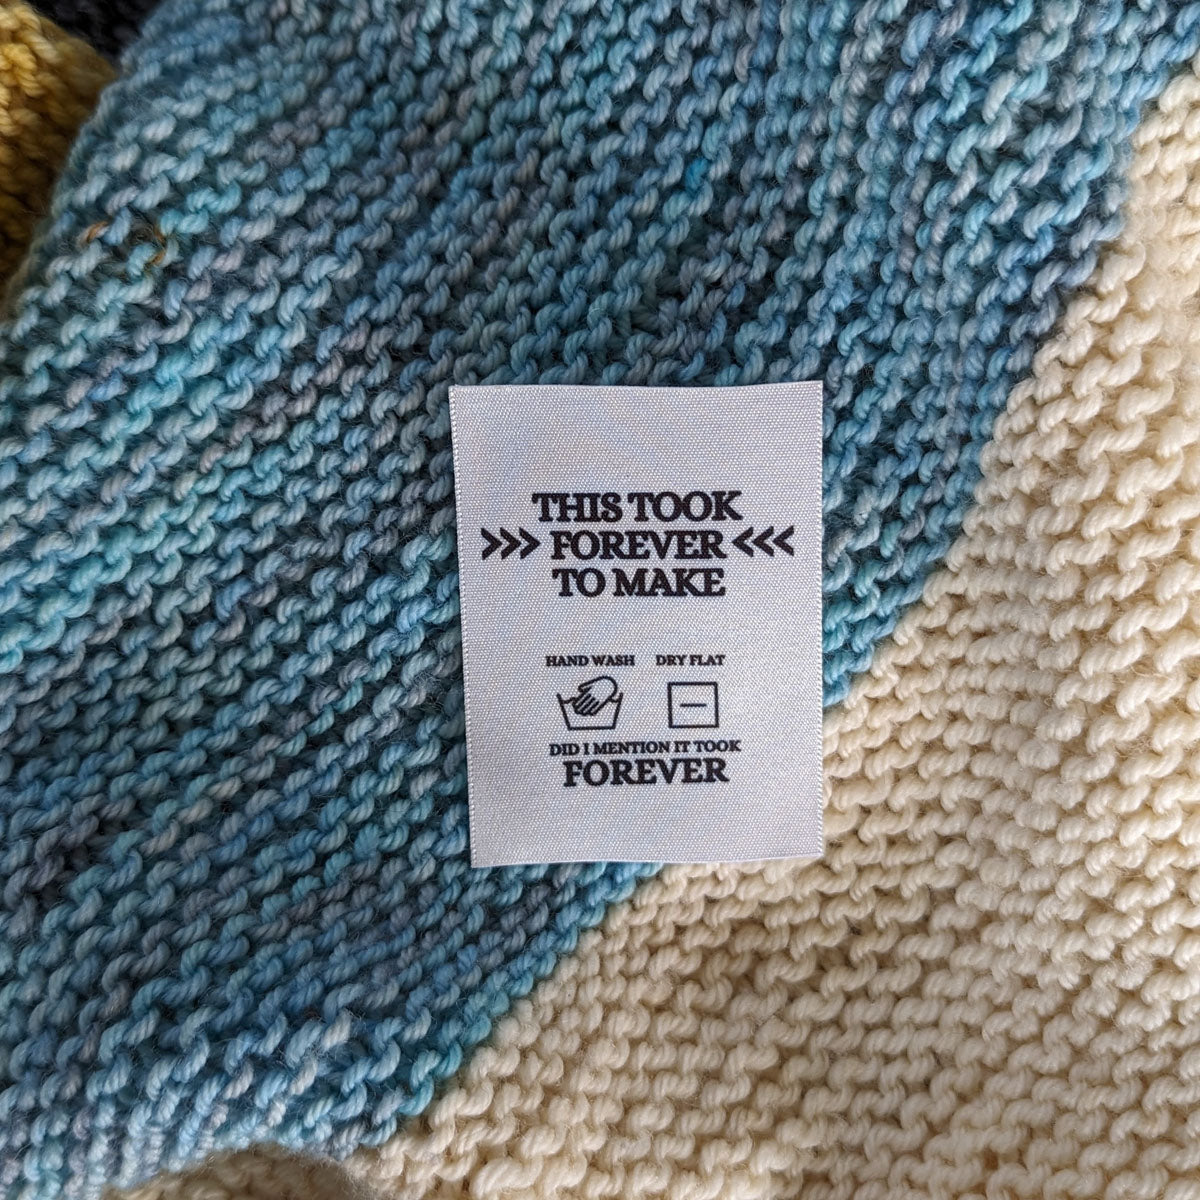 THIS TOOK
>>> FOREVER <<<
TO MAKE
HAND WASH DRY FLAT
DID I MENTION IT TOOK
FOREVER